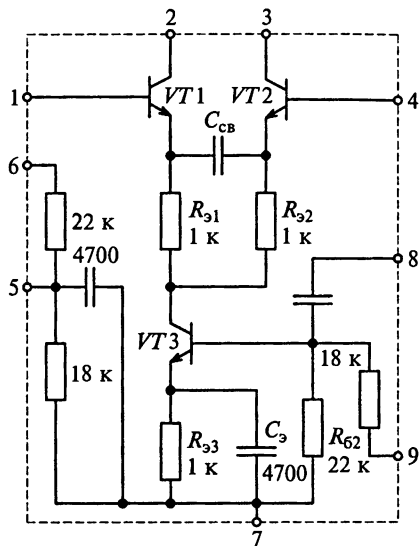 2 3
1 VT1 VT2 4
Cсв
6
22 к
Rэ1
1 к
Rэ2
1 к
4700
5 8
VT3
18 к 18 к
Rэ3
1 к
Cэ
4700
Rб2
22 к
9
7